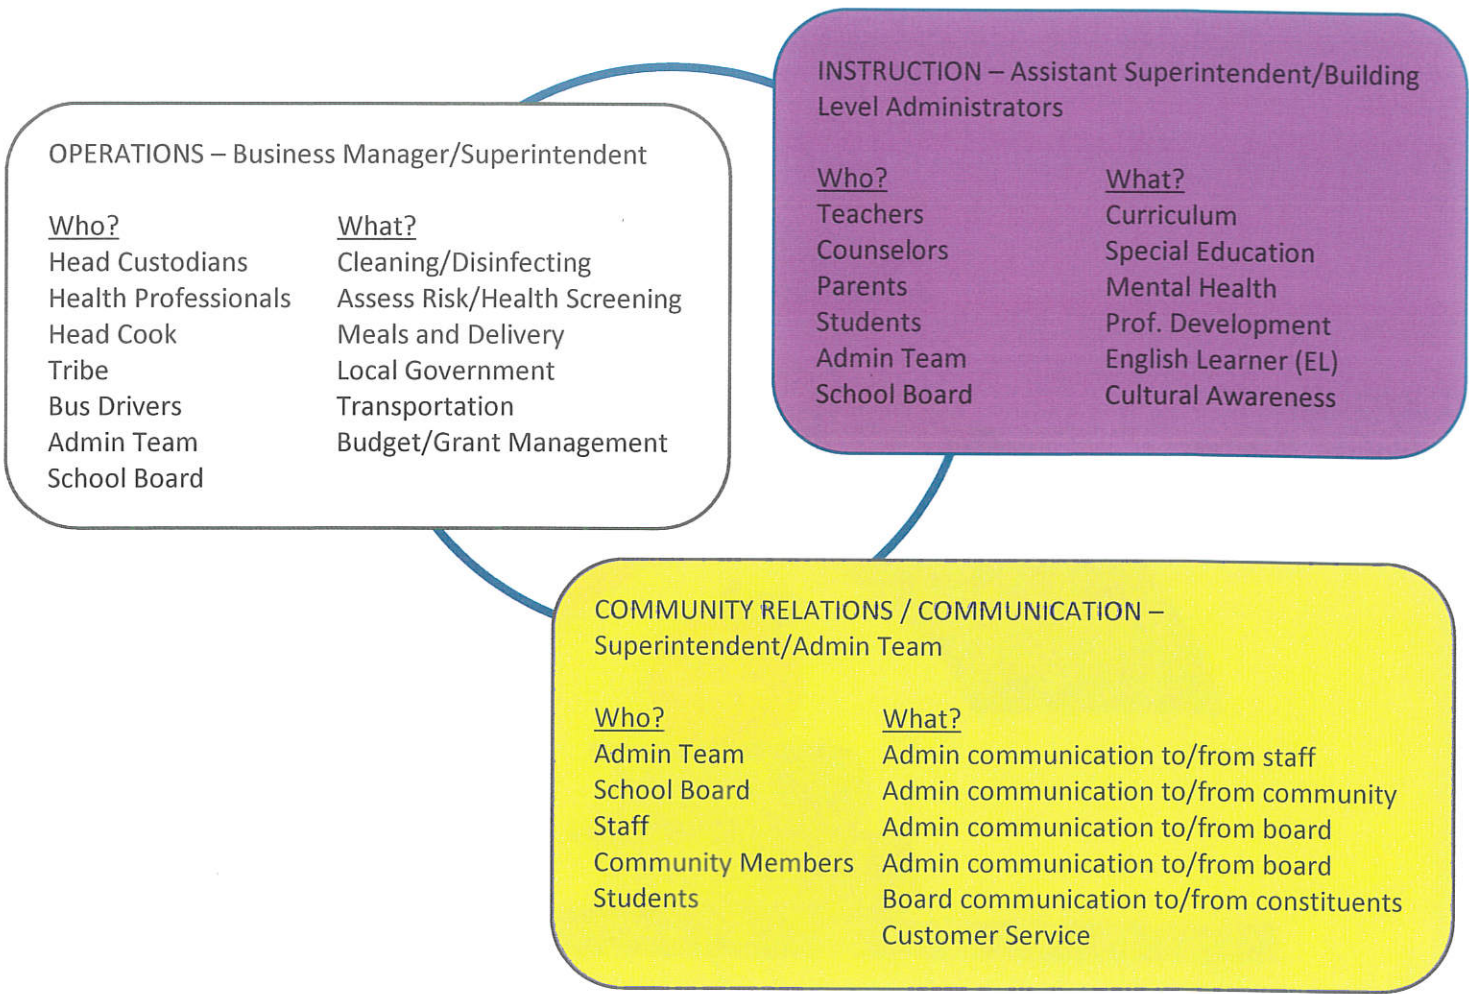 OPERATIONS – Business Manager/Superintendent
Who? What?
Head Custodians Cleaning/Disinfecting
Health Professionals Assess Risk/Health Screening
Head Cook Meals and Delivery
Tribe Local Government
Bus Drivers Transportation
Admin Team Budget/Grant Management
School Board
INSTRUCTION – Assistant Superintendent/Building
Level Administrators
Who? What?
Teachers Curriculum
Counselors Special Education
Parents Mental Health
Students Prof. Development
Admin Team English Learner (EL)
School Board Cultural Awareness
COMMUNITY RELATIONS / COMMUNICATION –
Superintendent/Admin Team
Who? What?
Admin Team Admin communication to/from staff
School Board Admin communication to/from community
Staff Admin communication to/from board
Community Members Admin communication to/from board
Students Board communication to/from constituents
Customer Service